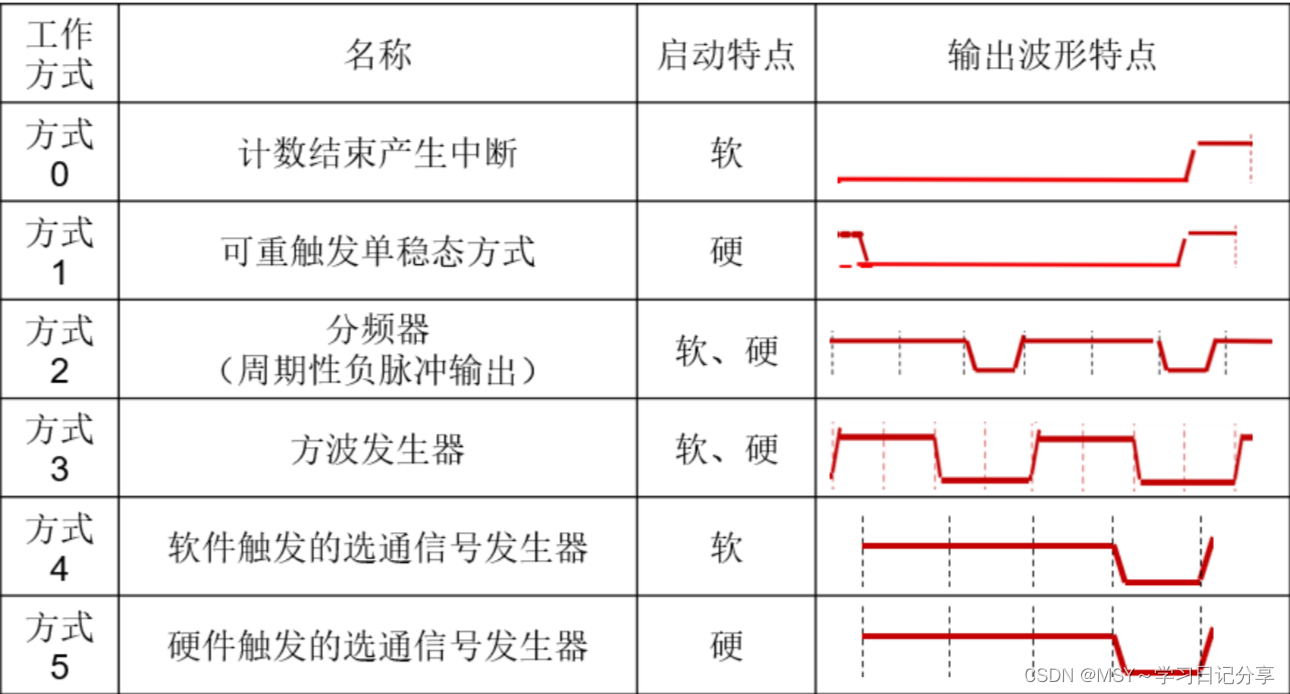 工作
方式
名称
启动特点
输出波形特点
方式
0
计数结束产生中断
软
方式
1
可重触发单稳态方式
硬
方式
2
分频器
（周期性负脉冲输出）
软、硬
方式
3
方波发生器
软、硬
方式
4
软件触发的选通信号发生器
软
方式
5
硬件触发的选通信号发生器
硬
CSDN @MSY～学习日记分享